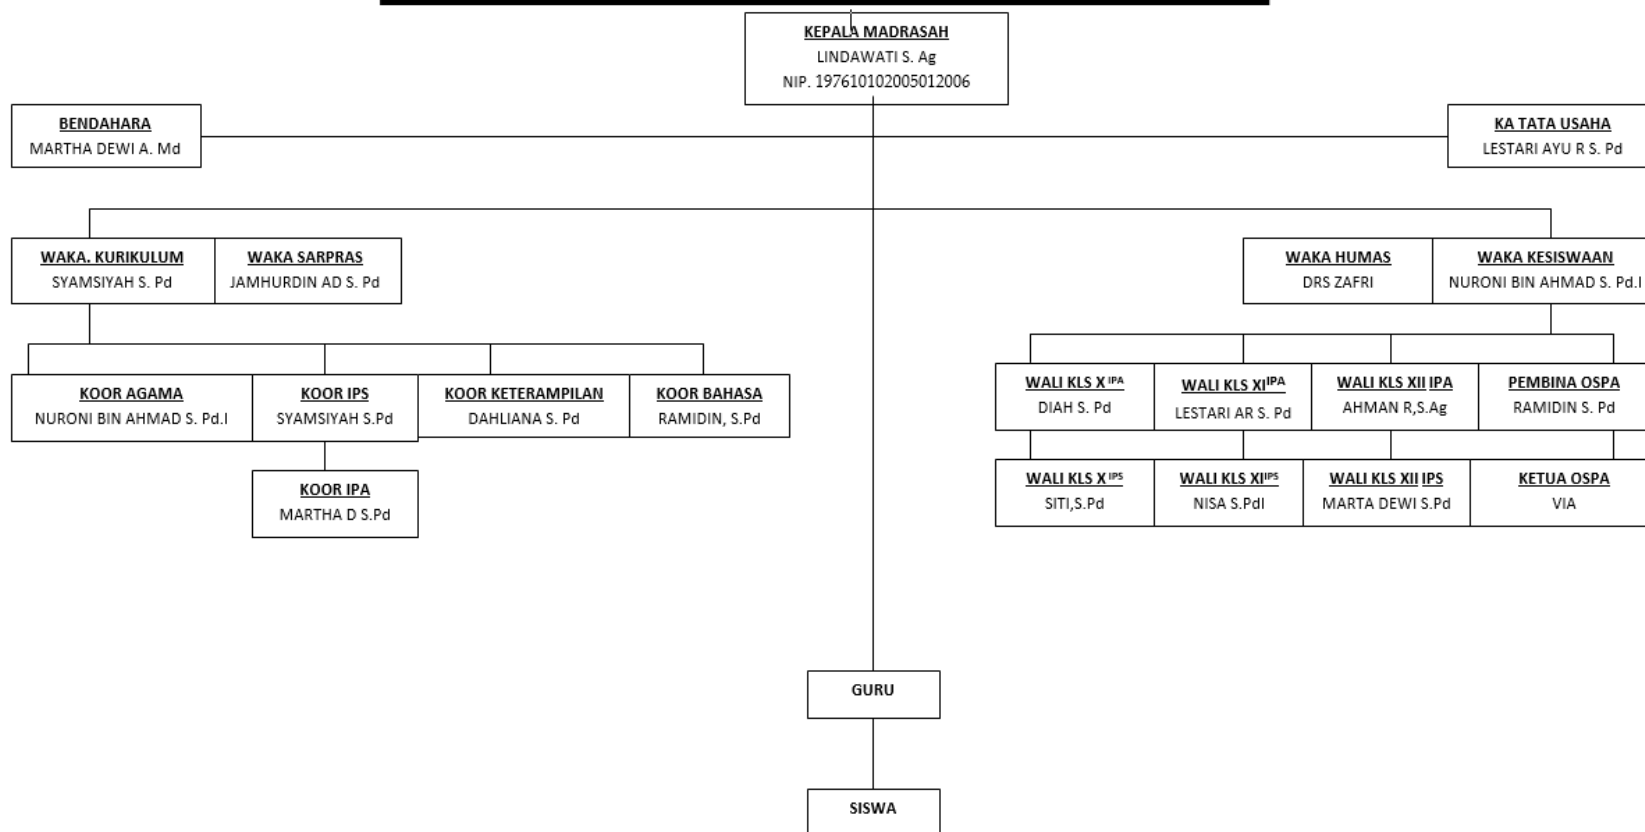 KEPALA MADRASAH
LINDAWATI S. Ag
NIP. 197610102005012006
BENDAHARA
MARTHA DEWI A. Md
KA TATA USAHA
LESTARI AYU R S. Pd
WAKA. KURIKULUM
SYAMSIYAH S. Pd
WAKA SARPRAS
JAMHURDIN AD S. Pd
WAKA HUMAS
DRS ZAFRI
WAKA KESISWAAN
NURONI BIN AHMAD S. Pd.I
KOOR AGAMA
NURONI BIN AHMAD S. Pd.I
KOOR IPS
SYAMSIYAH S.Pd
KOOR KETERAMPILAN
DAHLIANA S. Pd
KOOR BAHASA
RAMIDIN, S.Pd
KOOR IPA
MARTHA D S.Pd
WALI KLS X IPA
DIAH S. Pd
WALI KLS XI IPA
LESTARI AR S. Pd
WALI KLS XII IPA
AHMAN R,S.Ag
PEMBINA OSPA
RAMIDIN S. Pd
WALI KLS X IPS
SITI,S.Pd
WALI KLS XI IPS
NISA S.PdI
WALI KLS XII IPS
MARTA DEWI S.Pd
KETUA OSPA
VIA
GURU
SISWA